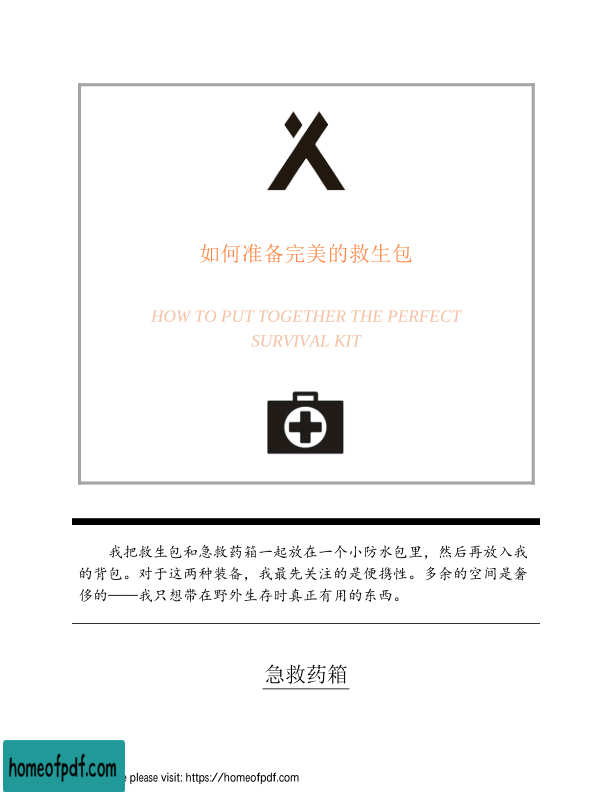 如何准备完美的救生包
HOW TO PUT TOGETHER THE PERFECT
SURVIVAL KIT
我把救生包和急救药箱一起放在一个小防水包里，然后再放入我
的背包。对于这两种装备，我最先关注的是便携性。多余的空间是奢
侈的——我只想带在野外生存时真正有用的东西。
急救药箱
homeofpdf.com
please visit: https://homeofpdf.com